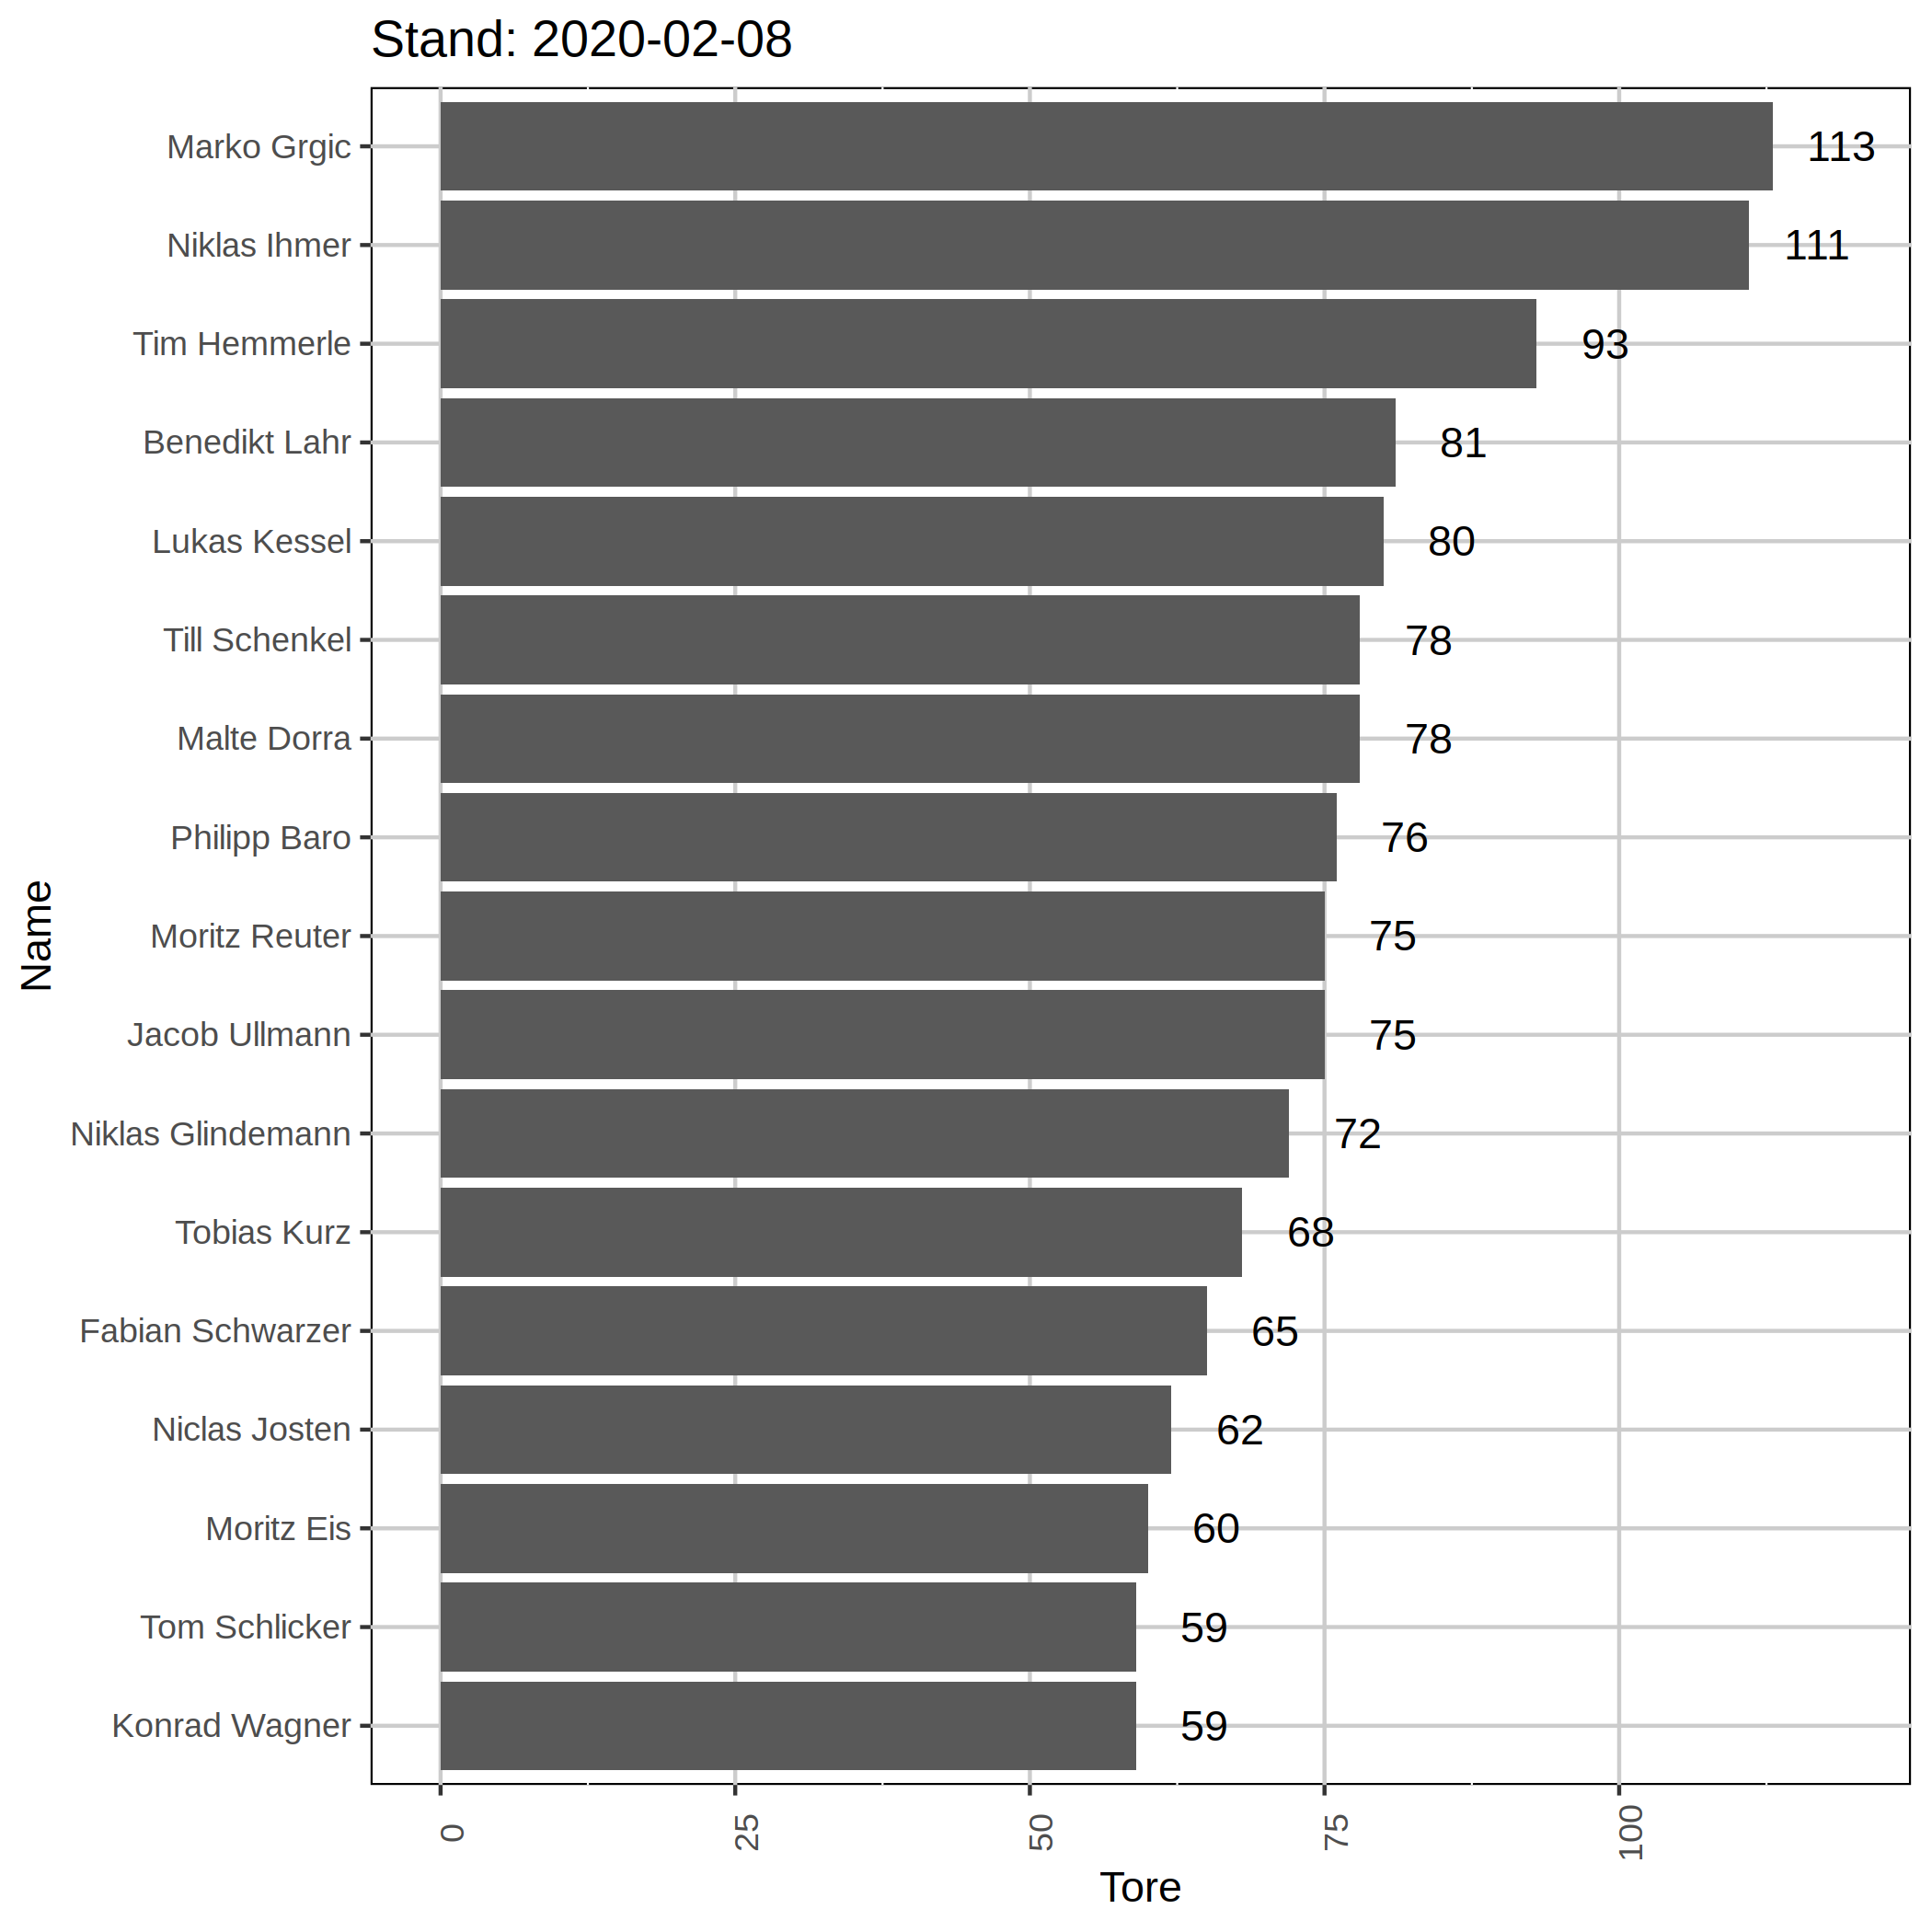 Stand: 2020-02-08
Marko Grgic 113
Niklas Ihmer 111
Tim Hemmerle 93
Benedikt Lahr 81
Lukas Kessel 80
Till Schenkel 78
Malte Dorra 78
Philipp Baro 76
Moritz Reuter 75
Jacob Ullmann 75
Niklas Glindemann 72
Tobias Kurz 68
Fabian Schwarzer 65
Niclas Josten 62
Moritz Eis 60
Tom Schlicker 59
Konrad Wagner 59
Name
0 25 50 75 100
Tore